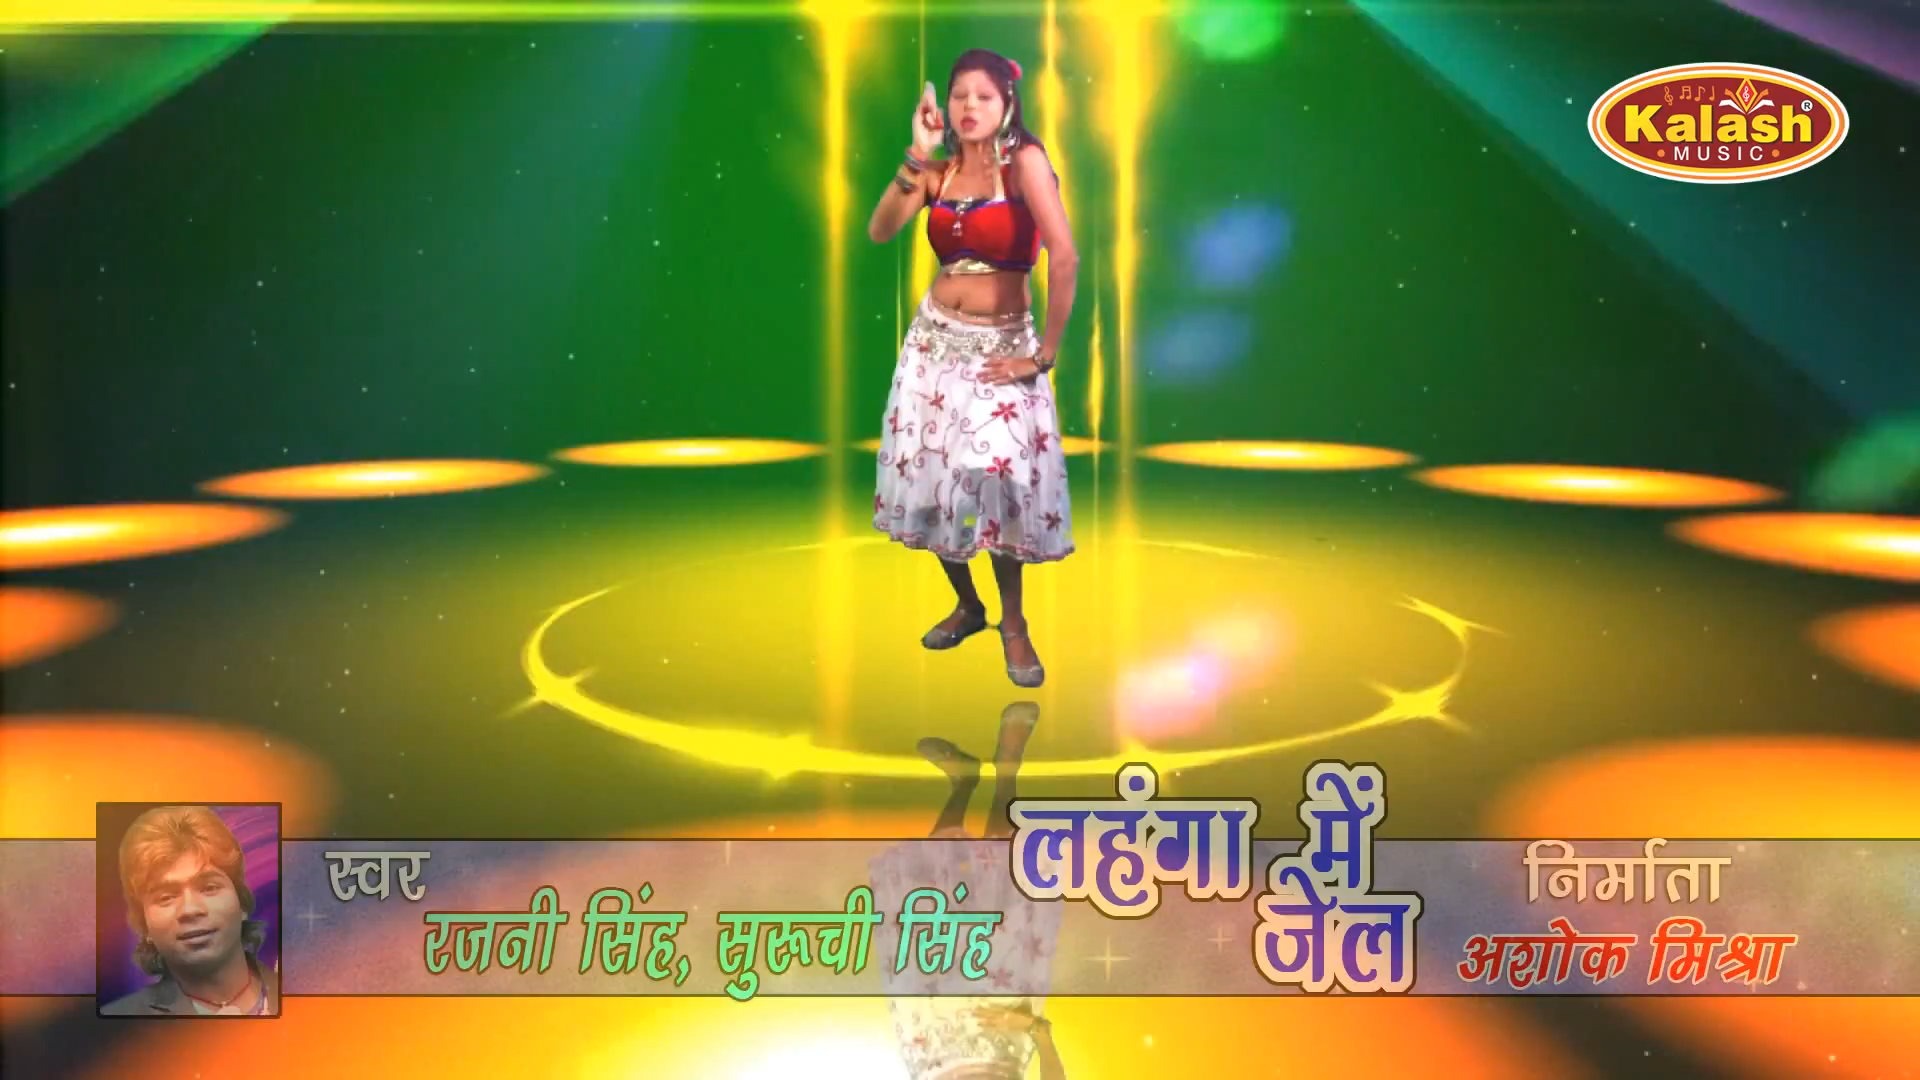 Kalash®
MUSIC
स्वर
रजनी सिंह, सुरूची सिंह
लहंगा में
जेल
निर्माता
अशोक मिश्रा